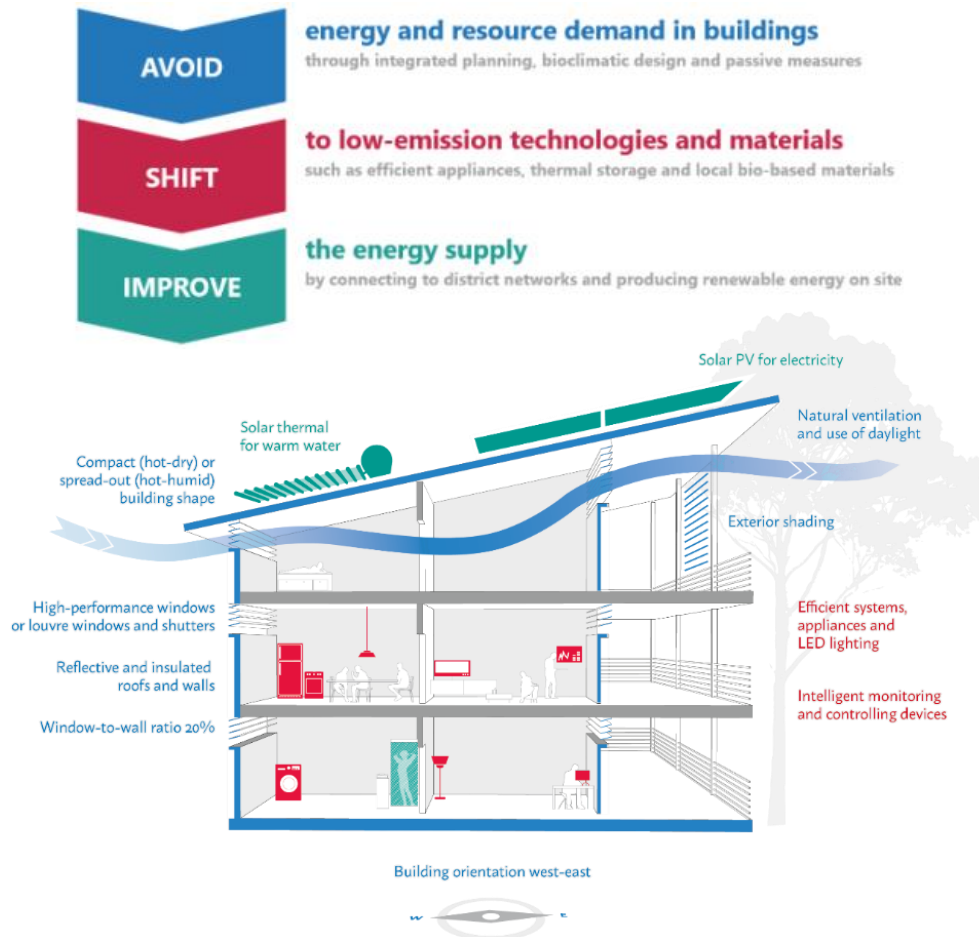 AVOID
energy and resource demand in buildings
through integrated planning, bioclimatic design and passive measures
SHIFT
to low-emission technologies and materials
such as efficient appliances, thermal storage and local bio-based materials
IMPROVE
the energy supply
by connecting to district networks and producing renewable energy on site
Solar PV for electricity
Solar thermal
for warm water
Natural ventilation
and use of daylight
Compact (hot-dry) or
spread-out (hot-humid)
building shape
Exterior shading
High-performance windows
or louvre windows and shutters
Efficient systems,
appliances and
LED lighting
Reflective and insulated
roofs and walls
Intelligent monitoring
and controlling devices
Window-to-wall ratio 20%
Building orientation west-east
W
E